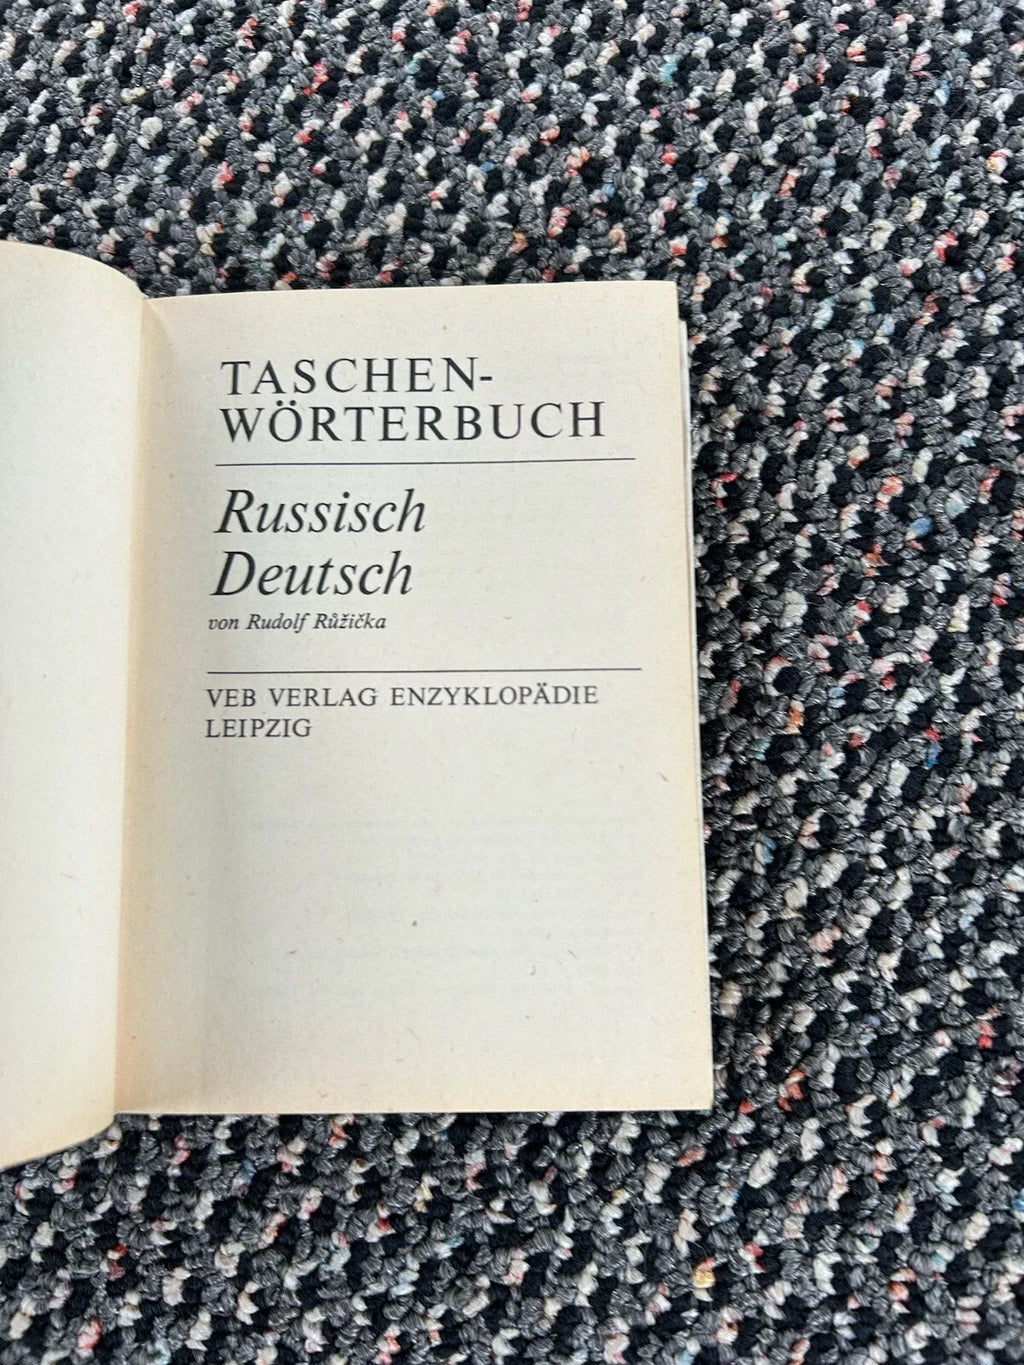 TASCHEN-
WÖRTERBUCH
Russisch
Deutsch
von Rudolf Růžička
VEB VERLAG ENZYKLOPÄDIE
LEIPZIG